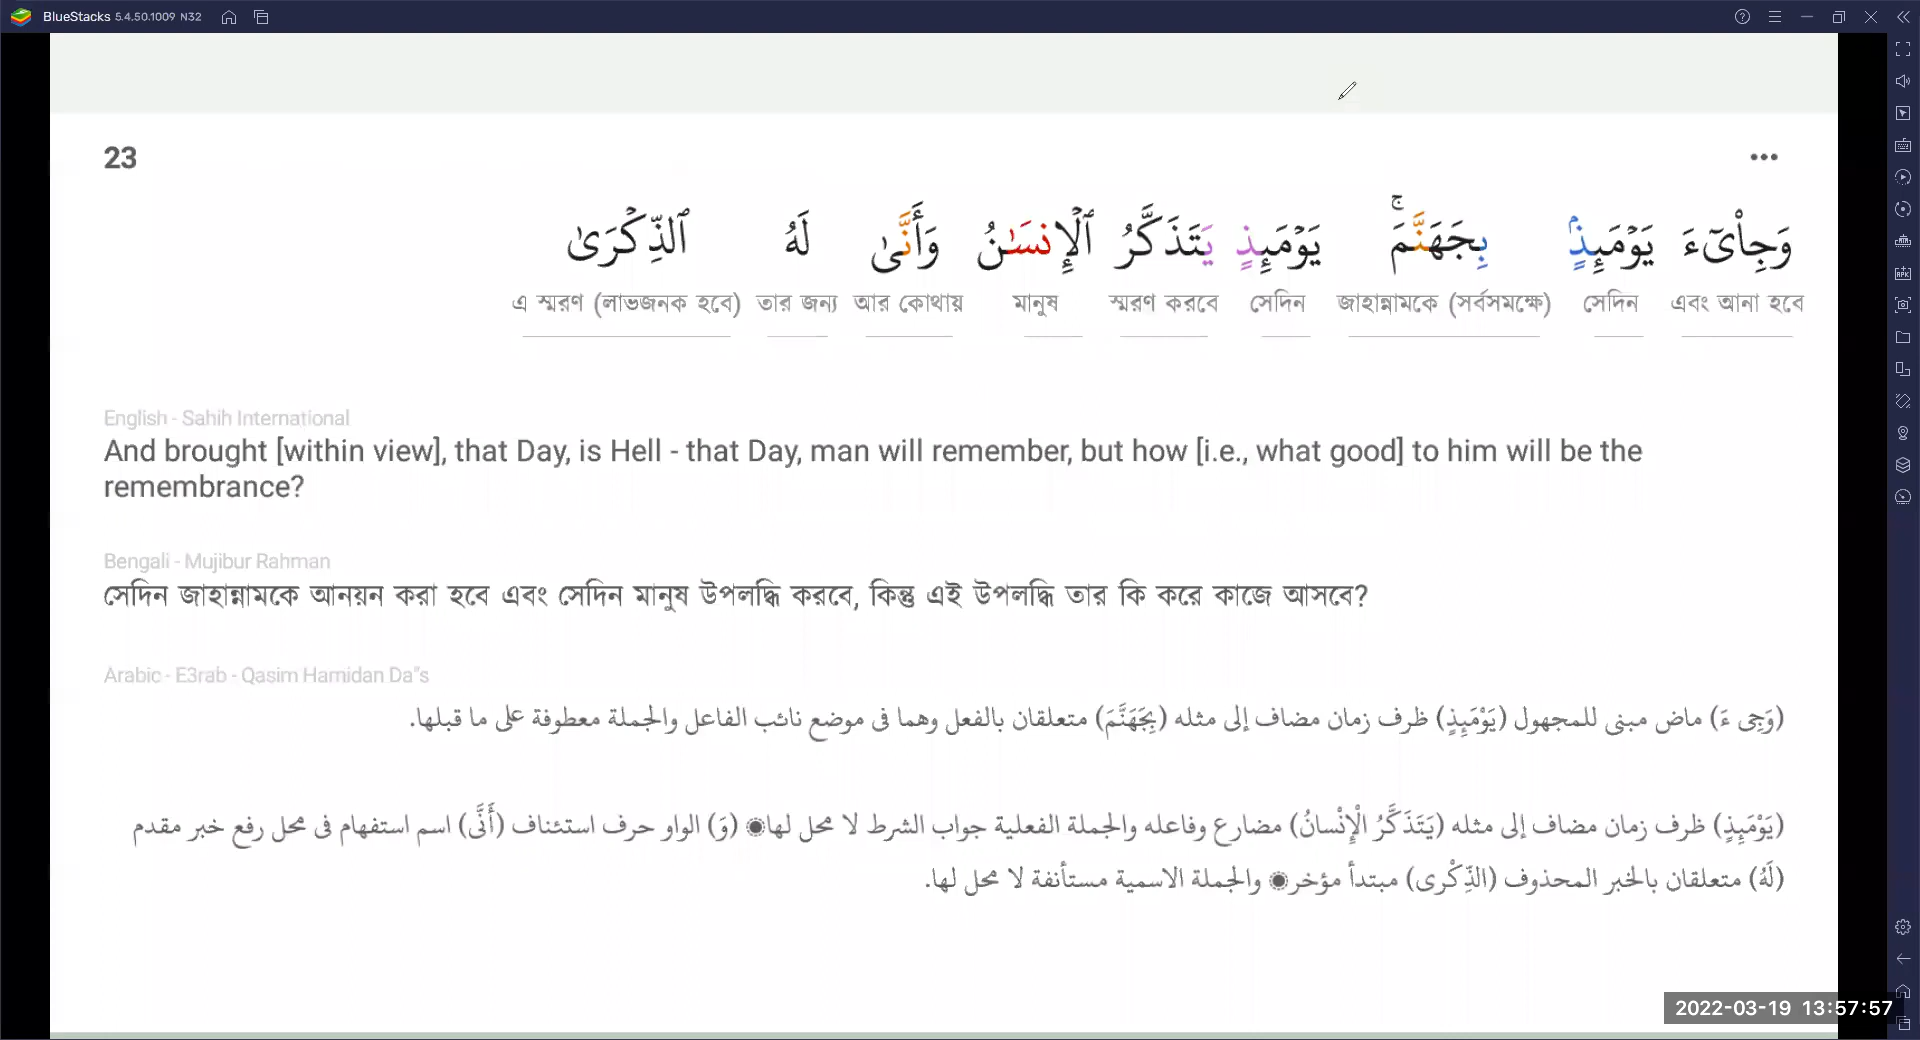 BlueStacks 5.4.50.1009 N32
23
وَجِا۟ىٓءَ يَوْمَئِذٍۭ بِجَهَنَّمَ ۚ يَوْمَئِذٍ يَتَذَكَّرُ ٱلْإِنسَـٰنُ وَأَنَّىٰ لَهُ ٱلذِّكْرَىٰ
এ স্মরণ (লাভজনক হবে) তার জন্য আর কোথায় মানুষ স্মরণ করবে সেদিন জাহান্নামকে (সর্বসমক্ষে) সেদিন এবং আনা হবে
English - Sahih International
And brought [within view], that Day, is Hell - that Day, man will remember, but how [i.e., what good] to him will be the
remembrance?
Bengali - Mujibur Rahman
সেদিন জাহান্নামকে আনয়ন করা হবে এবং সেদিন মানুষ উপলদ্ধি করবে, কিন্তু এই উপলদ্ধি তার কি করে কাজে আসবে?
Arabic - E3rab - Qasim Hamidan Da"s
(وَجِی ءَ) ماض مبنى للمجهول (يَوْمَئِذٍ) ظرف زمان مضاف إلى مثله (بِجَهَنَّمَ) متعلقان بالفعل وهما فى موضع نائب الفاعل والجملة معطوفة على ما قبلها.
(يَوْمَئِذٍ) ظرف زمان مضاف إلى مثله (يَتَذَكَّرُ الْإِنْسانُ) مضارع وفاعله والجملة الفعلية جواب الشرط لا محل لها◉ (وَ) الواو حرف استئناف (أَنَّى) اسم استفهام فى محل رفع خبر مقدم
(لَهُ) متعلقان بالخبر المحذوف (الذِّكْرى) مبتدأ مؤخر◉ والجملة الاسمية مستأنفة لا محل لها.
2022-03-19 13:57:57